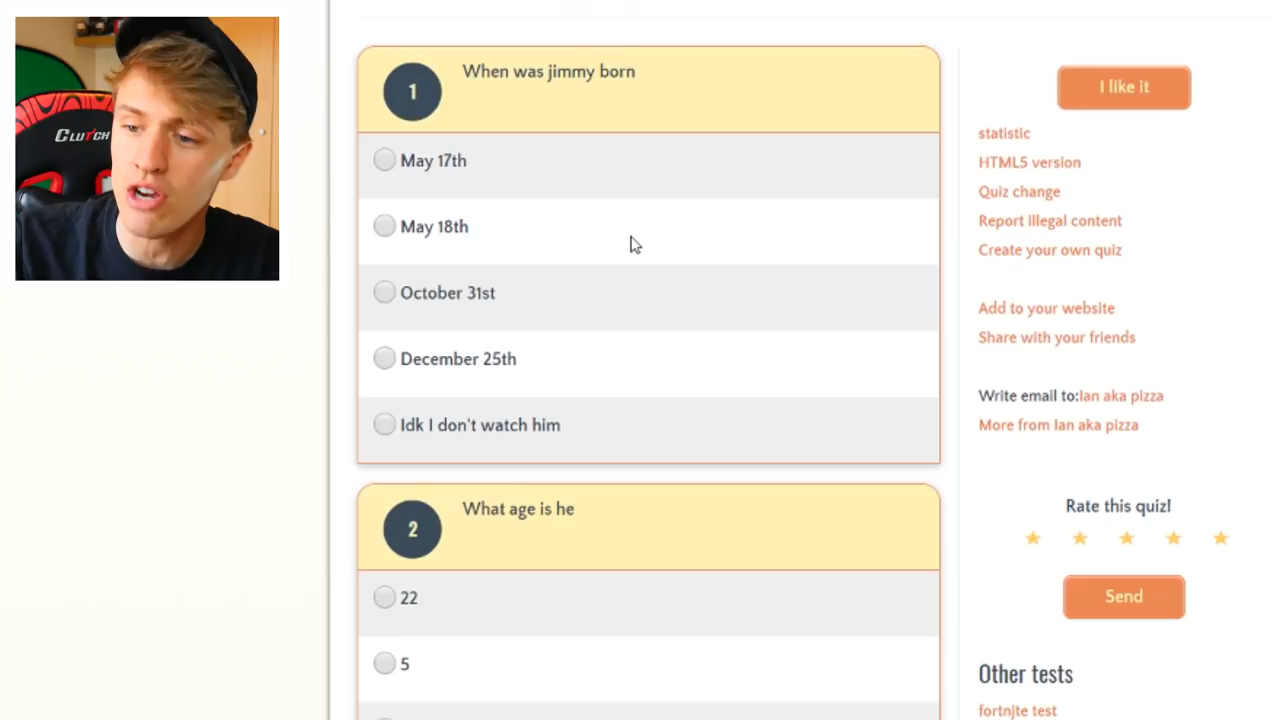 CLUTCH
1
When was jimmy born
May 17th
May 18th
October 31st
December 25th
Idk I don't watch him
2
What age is he
22
5
I like it
statistic
HTML5 version
Quiz change
Report illegal content
Create your own quiz
Add to your website
Share with your friends
Write email to:Ian aka pizza
More from Ian aka pizza
Rate this quiz!
Send
Other tests
fortnjte test